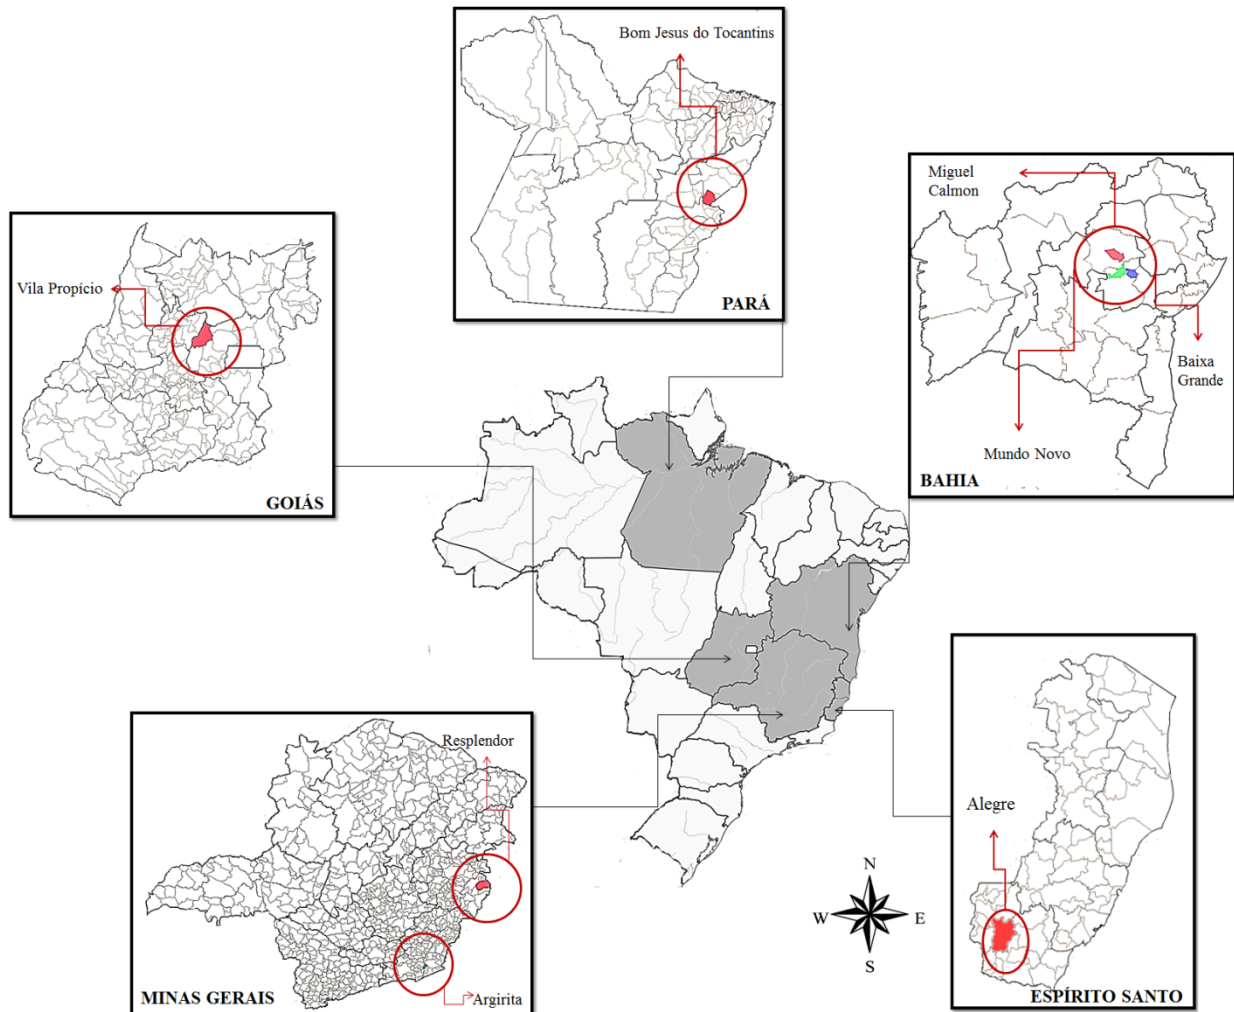 Bom Jesus do Tocantins
PARÁ
Miguel
Calmon
Baixa
Grande
Mundo Novo
BAHIA
Vila Propício
GOIÁS
Resplendor
Argirita
MINAS GERAIS
Alegre
ESPÍRITO SANTO
N
W
E
S